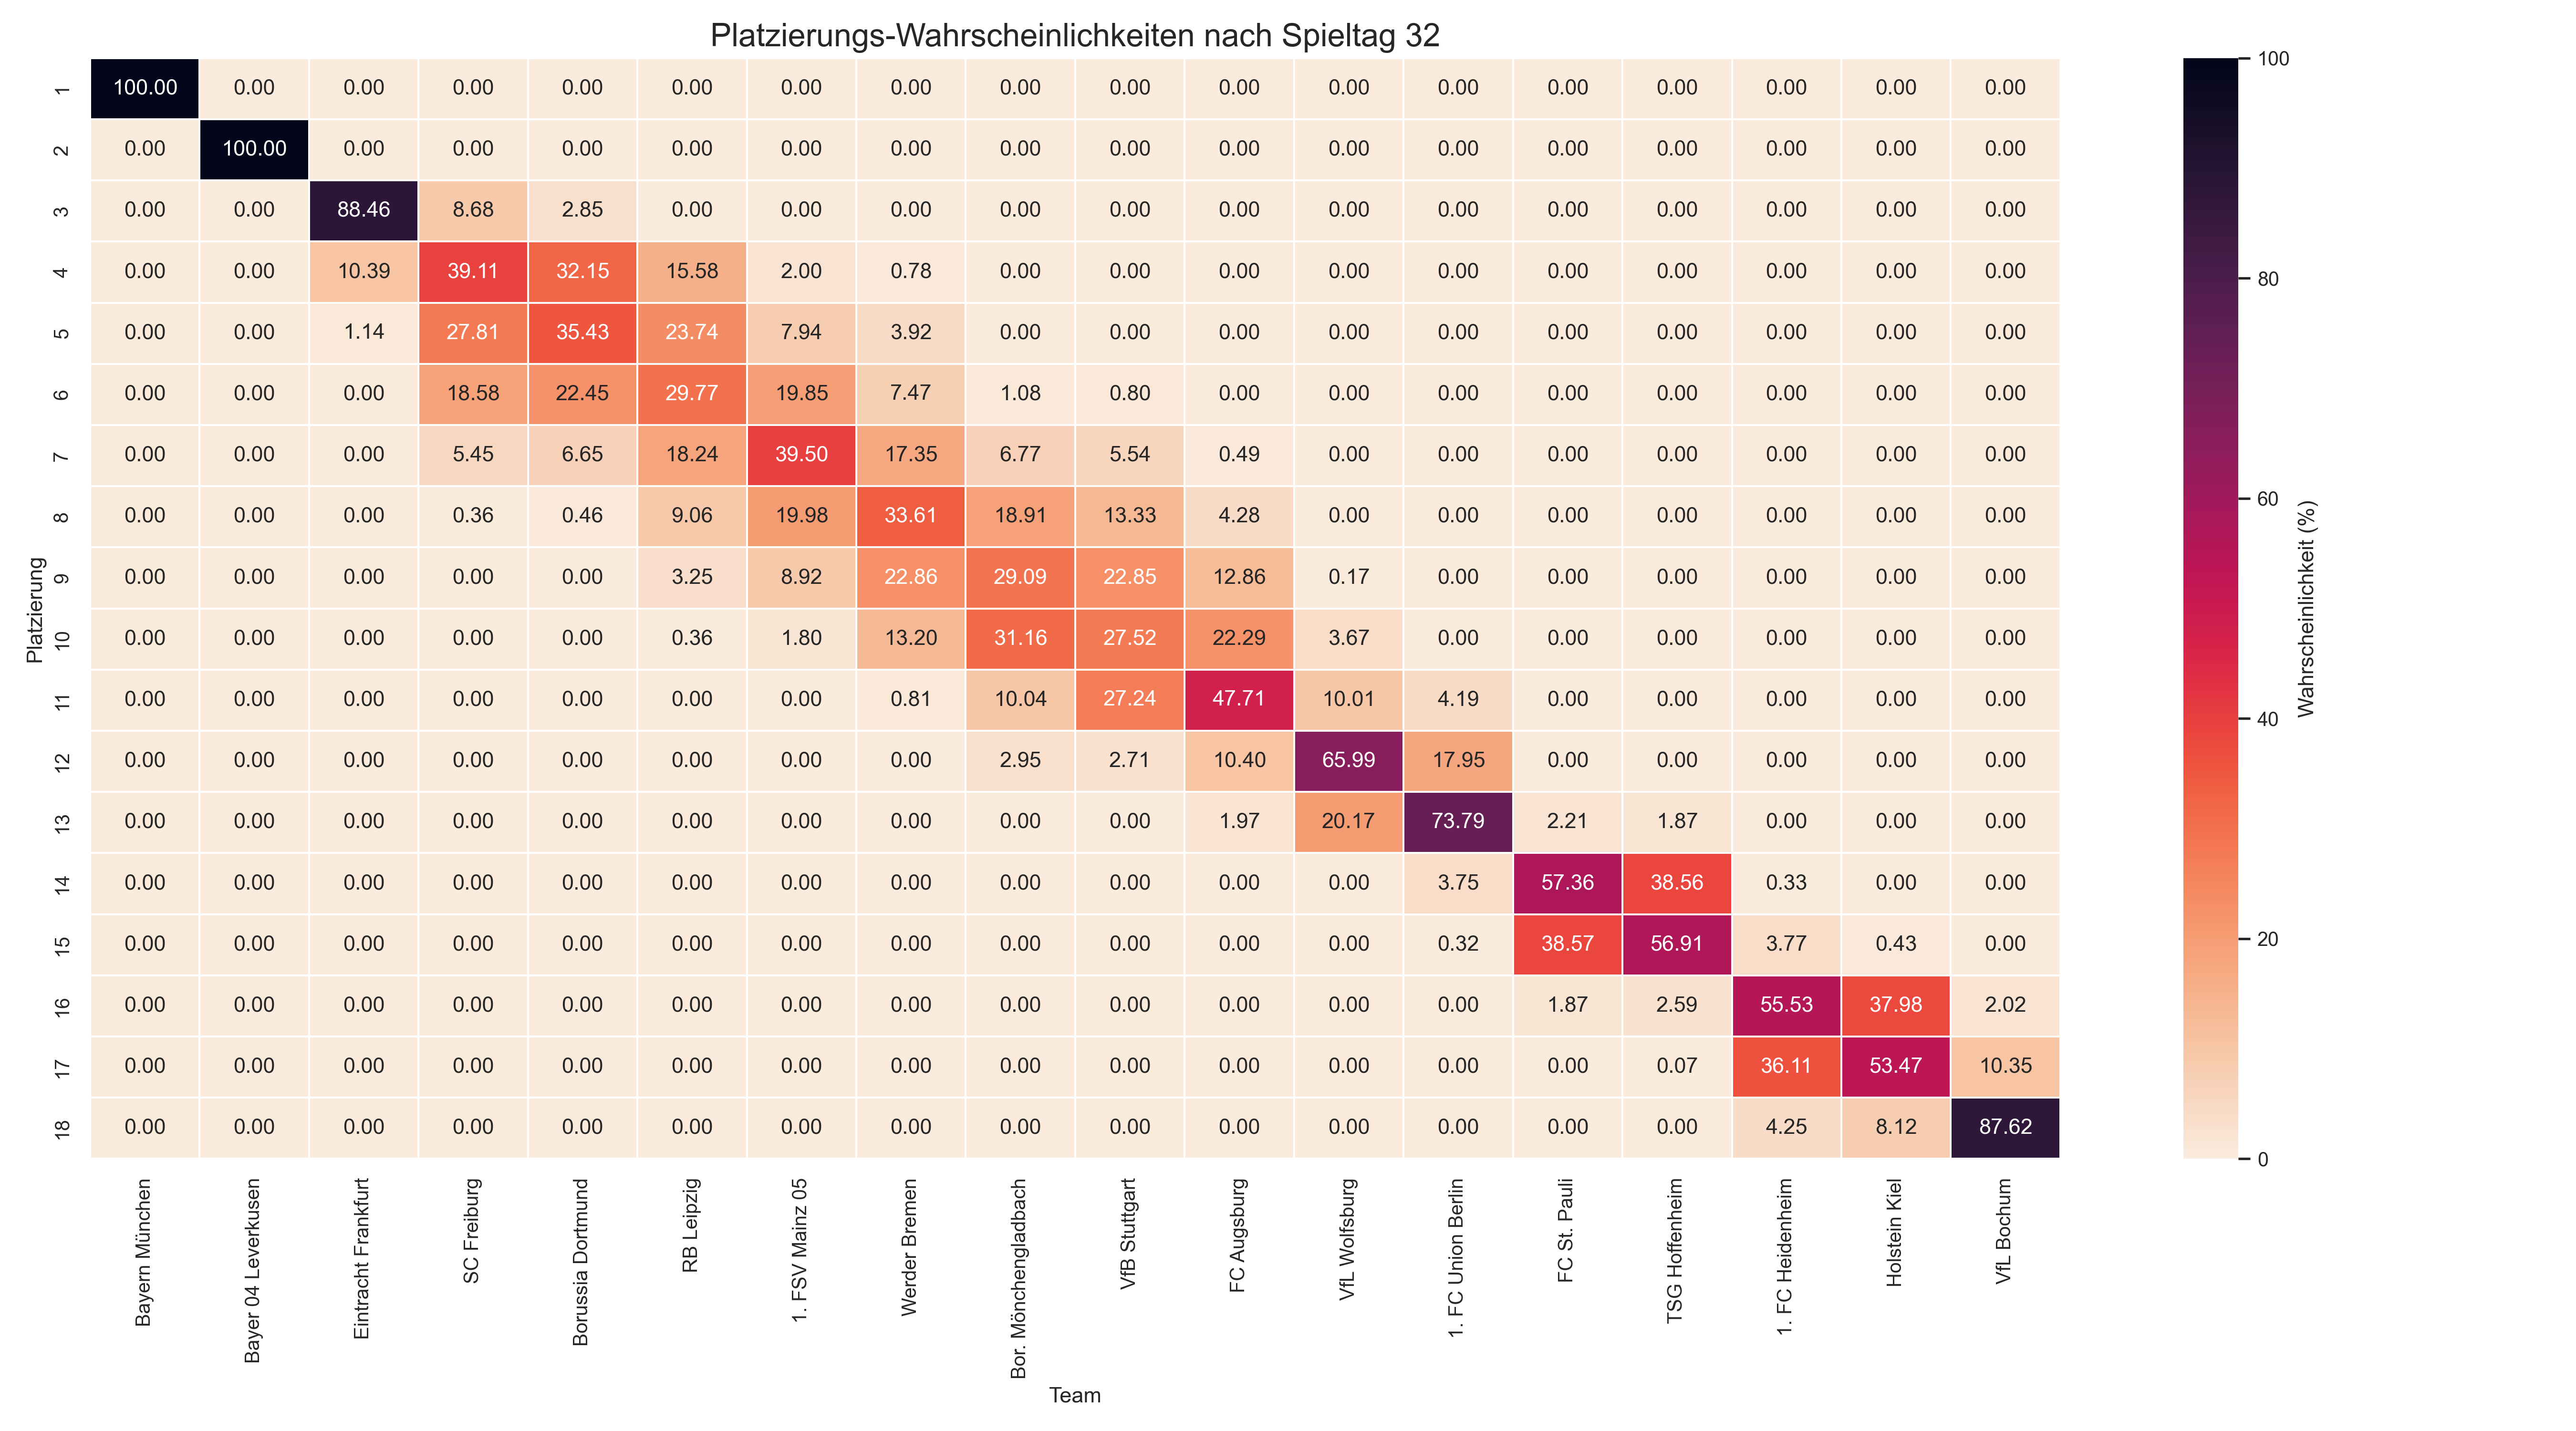 Platzierungs-Wahrscheinlichkeiten nach Spieltag 32
Platzierung
1 100.00 0.00 0.00 0.00 0.00 0.00 0.00 0.00 0.00 0.00 0.00 0.00 0.00 0.00 0.00 0.00 0.00 0.00
2 0.00 100.00 0.00 0.00 0.00 0.00 0.00 0.00 0.00 0.00 0.00 0.00 0.00 0.00 0.00 0.00 0.00 0.00
3 0.00 0.00 88.46 8.68 2.85 0.00 0.00 0.00 0.00 0.00 0.00 0.00 0.00 0.00 0.00 0.00 0.00 0.00
4 0.00 0.00 10.39 39.11 32.15 15.58 2.00 0.78 0.00 0.00 0.00 0.00 0.00 0.00 0.00 0.00 0.00 0.00
5 0.00 0.00 1.14 27.81 35.43 23.74 7.94 3.92 0.00 0.00 0.00 0.00 0.00 0.00 0.00 0.00 0.00 0.00
6 0.00 0.00 0.00 18.58 22.45 29.77 19.85 7.47 1.08 0.80 0.00 0.00 0.00 0.00 0.00 0.00 0.00 0.00
7 0.00 0.00 0.00 5.45 6.65 18.24 39.50 17.35 6.77 5.54 0.49 0.00 0.00 0.00 0.00 0.00 0.00 0.00
8 0.00 0.00 0.00 0.36 0.46 9.06 19.98 33.61 18.91 13.33 4.28 0.00 0.00 0.00 0.00 0.00 0.00 0.00
9 0.00 0.00 0.00 0.00 0.00 3.25 8.92 22.86 29.09 22.85 12.86 0.17 0.00 0.00 0.00 0.00 0.00 0.00
10 0.00 0.00 0.00 0.00 0.00 0.36 1.80 13.20 31.16 27.52 22.29 3.67 0.00 0.00 0.00 0.00 0.00 0.00
11 0.00 0.00 0.00 0.00 0.00 0.00 0.00 0.81 10.04 27.24 47.71 10.01 4.19 0.00 0.00 0.00 0.00 0.00
12 0.00 0.00 0.00 0.00 0.00 0.00 0.00 0.00 2.95 2.71 10.40 65.99 17.95 0.00 0.00 0.00 0.00 0.00
13 0.00 0.00 0.00 0.00 0.00 0.00 0.00 0.00 0.00 0.00 1.97 20.17 73.79 2.21 1.87 0.00 0.00 0.00
14 0.00 0.00 0.00 0.00 0.00 0.00 0.00 0.00 0.00 0.00 0.00 0.00 3.75 57.36 38.56 0.33 0.00 0.00
15 0.00 0.00 0.00 0.00 0.00 0.00 0.00 0.00 0.00 0.00 0.00 0.00 0.32 38.57 56.91 3.77 0.43 0.00
16 0.00 0.00 0.00 0.00 0.00 0.00 0.00 0.00 0.00 0.00 0.00 0.00 0.00 1.87 2.59 55.53 37.98 2.02
17 0.00 0.00 0.00 0.00 0.00 0.00 0.00 0.00 0.00 0.00 0.00 0.00 0.00 0.00 0.07 36.11 53.47 10.35
18 0.00 0.00 0.00 0.00 0.00 0.00 0.00 0.00 0.00 0.00 0.00 0.00 0.00 0.00 0.00 4.25 8.12 87.62
Bayern München
Bayer 04 Leverkusen
Eintracht Frankfurt
SC Freiburg
Borussia Dortmund
RB Leipzig
1. FSV Mainz 05
Werder Bremen
Bor. Mönchengladbach
VfB Stuttgart
FC Augsburg
VfL Wolfsburg
1. FC Union Berlin
FC St. Pauli
TSG Hoffenheim
1. FC Heidenheim
Holstein Kiel
VfL Bochum
Team
100
80
60
40
20
0
Wahrscheinlichkeit (%)